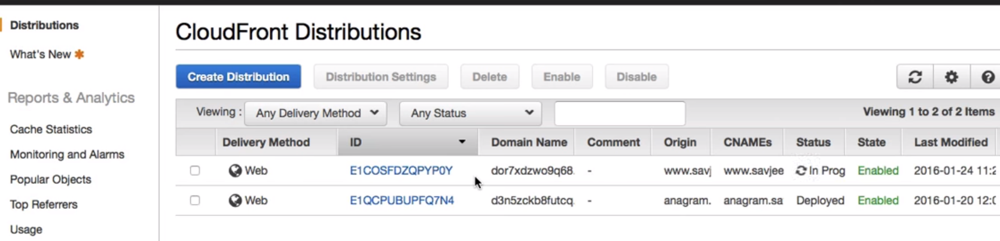 Distributions
What's New
Reports & Analytics
Cache Statistics
Monitoring and Alarms
Popular Objects
Top Referrers
Usage
CloudFront Distributions
Create Distribution Distribution Settings Delete Enable Disable
Viewing : Any Delivery Method Any Status Viewing 1 to 2 of 2 Items
Delivery Method ID Domain Name Comment Origin CNAMEs Status State Last Modified
Web E1COSFDZQPYP0Y dor7xdzwo9q68 - www.savj www.savjee In Prog Enabled 2016-01-24 11:2
Web E1QCPUBUPFQ7N4 d3n5zckb8futcq - anagram. anagram.sa Deployed Enabled 2016-01-20 12:0